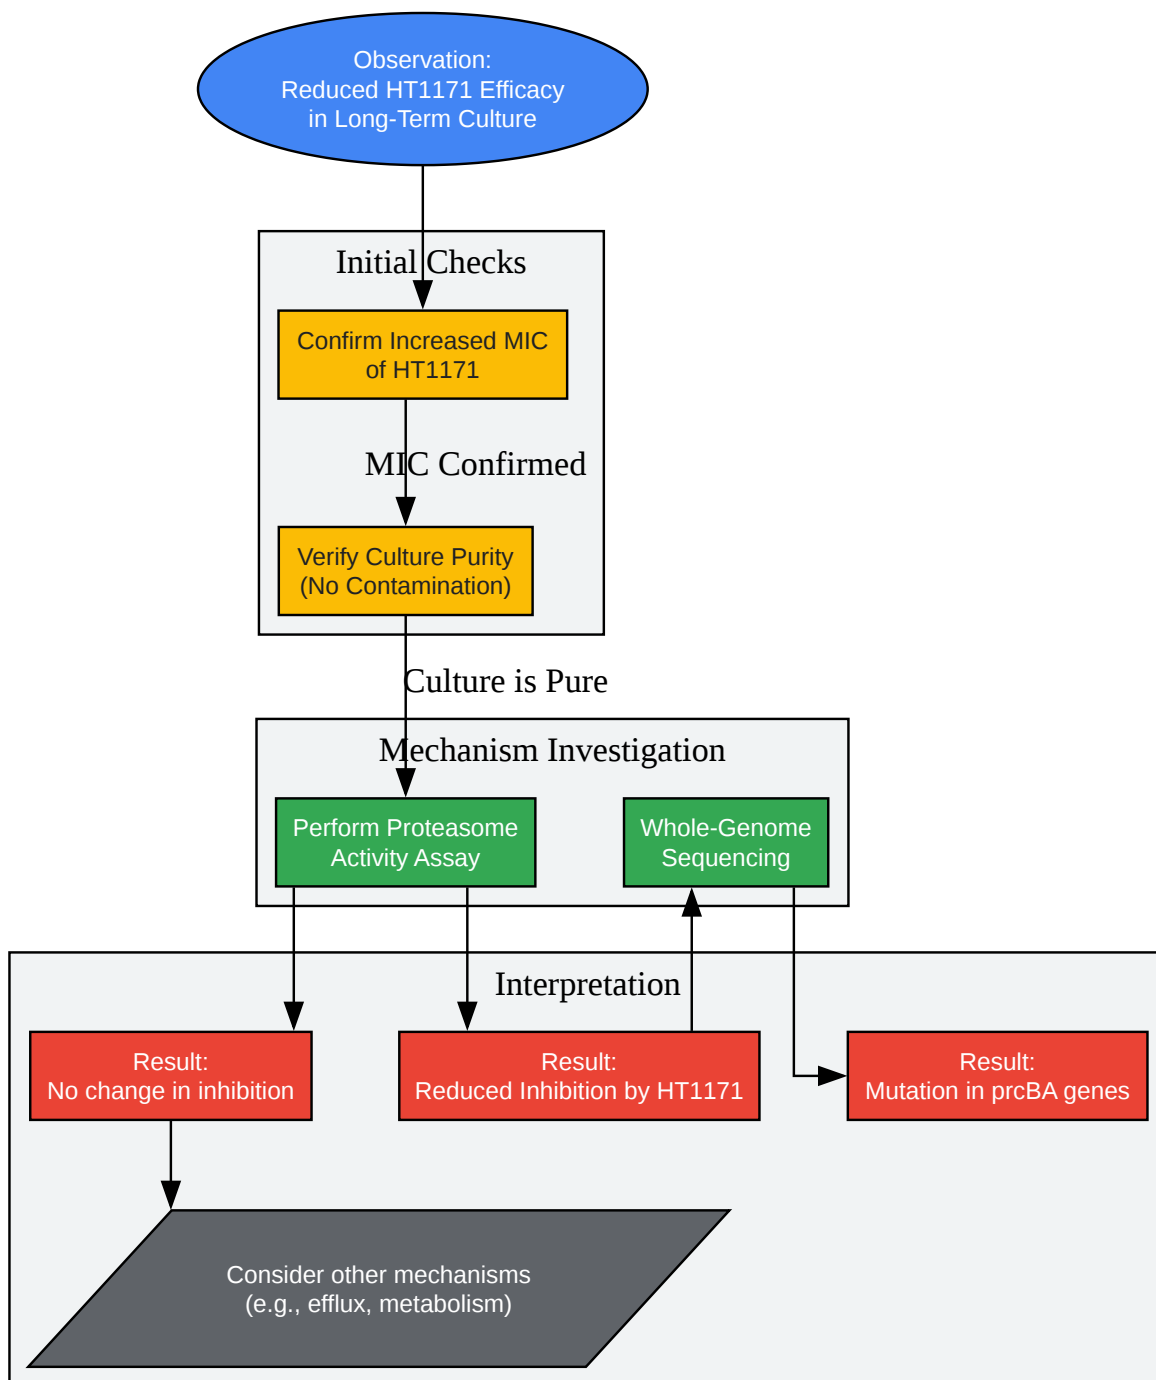 Observation:
Reduced HT1171 Efficacy
in Long-Term Culture
Initial Checks
Confirm Increased MIC
of HT1171
MIC Confirmed
Verify Culture Purity
(No Contamination)
Culture is Pure
Mechanism Investigation
Perform Proteasome
Activity Assay
Whole-Genome
Sequencing
Interpretation
Result:
No change in inhibition
Result:
Reduced Inhibition by HT1171
Result:
Mutation in prcBA genes
Consider other mechanisms
(e.g., efflux, metabolism)